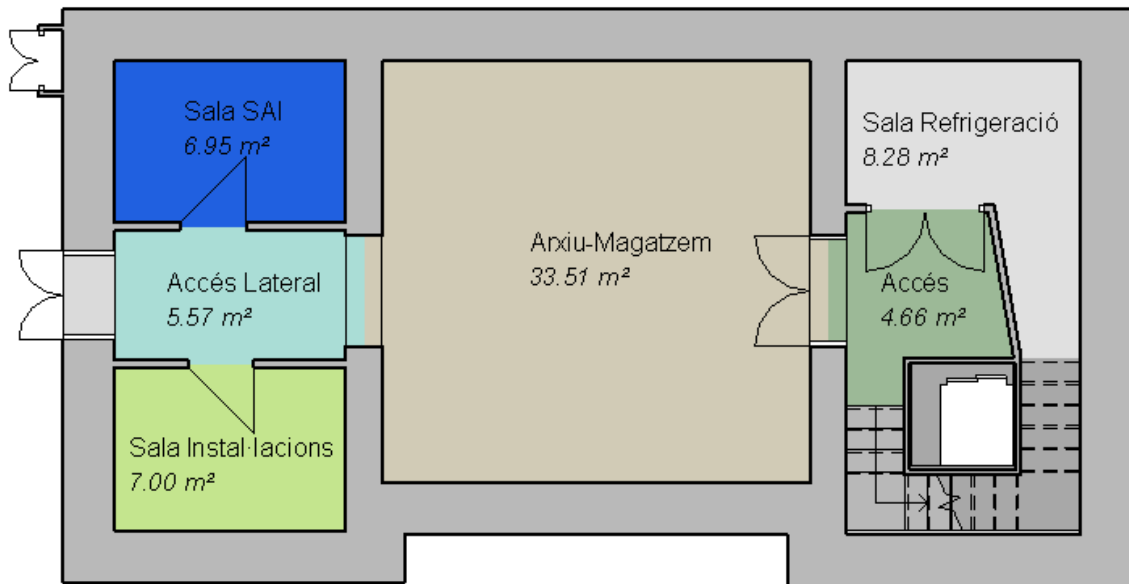 Sala SAI
6.95 m²
Sala Refrigeració
8.28 m²
Arxiu-Magatzem
33.51 m²
Accés Lateral
5.57 m²
Accés
4.66 m²
Sala Instal·lacions
7.00 m²